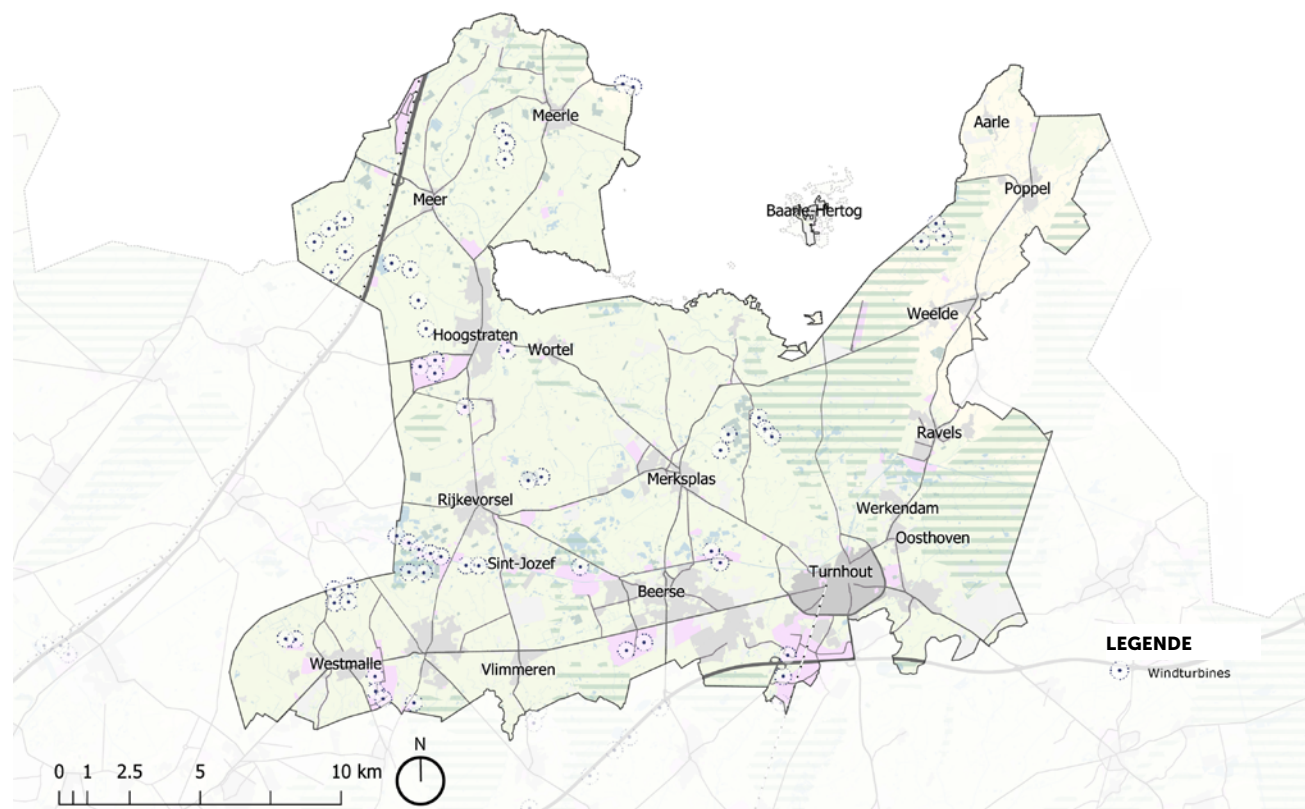 Meerle
Aarle
Poppel
Meer
Baarle-Hertog
Weelde
Hoogstraten
Wortel
Ravels
Merksplas
Rijkevorsel
Werkendam
Oosthoven
Sint-Jozef
Turnhout
Beerse
Westmalle
Vlimmeren
LEGENDE
Windturbines
N
0 1 2.5 5 10 km